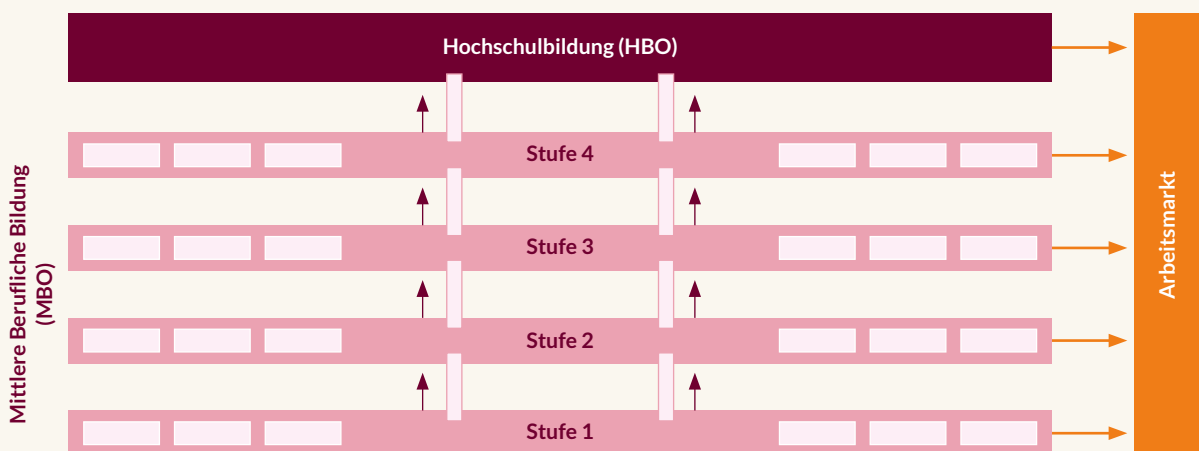 Hochschulbildung (HBO)
Stufe 4
Stufe 3
Stufe 2
Stufe 1
Mittlere Berufliche Bildung
(MBO)
Arbeitsmarkt